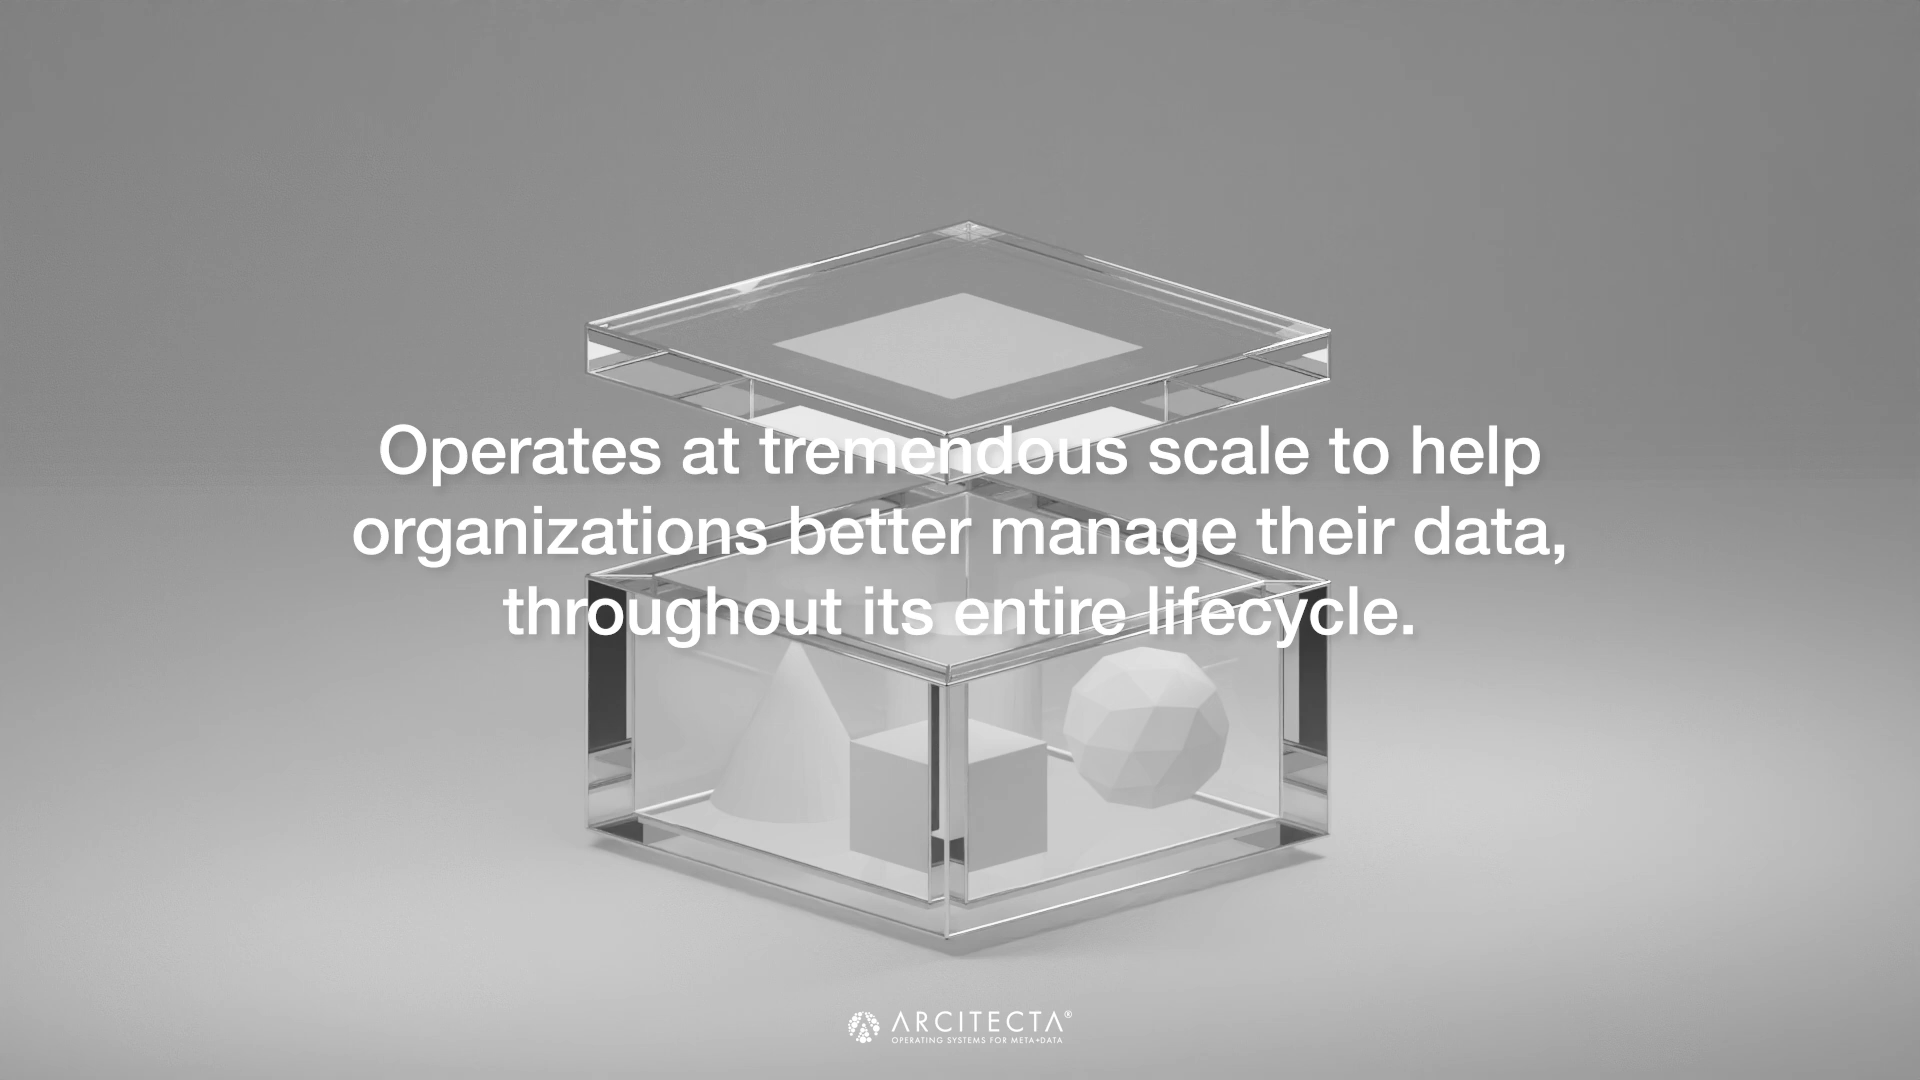 Operates at tremendous scale to help
organizations better manage their data,
throughout its entire lifecycle.
ARCITECTA®
OPERATING SYSTEMS FOR META+DATA